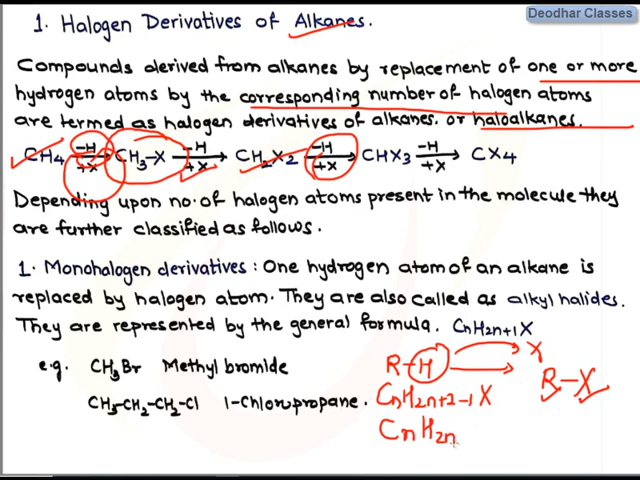 Deodhar Classes
1. Halogen Derivatives of Alkanes.
Compounds derived from alkanes by replacement of one or more
hydrogen atoms by the corresponding number of halogen atoms
are termed as halogen derivatives of alkanes or haloalkanes.
CH4 -H +X → CH3-X -H +X → CH2X2 -H +X → CHX3 -H +X → CX4
Depending upon no. of halogen atoms present in the molecule they
are further classified as follows.
1. Monohalogen derivatives : One hydrogen atom of an alkane is
replaced by halogen atom. They are also called as alkyl halides.
They are represented by the general formula. CnH2n+1X
e.g. CH3Br Methyl bromide R-H → X → R-X
CH3-CH2-CH2-Cl 1-Chloropropane. CnH2n+2-1X
CnH2n